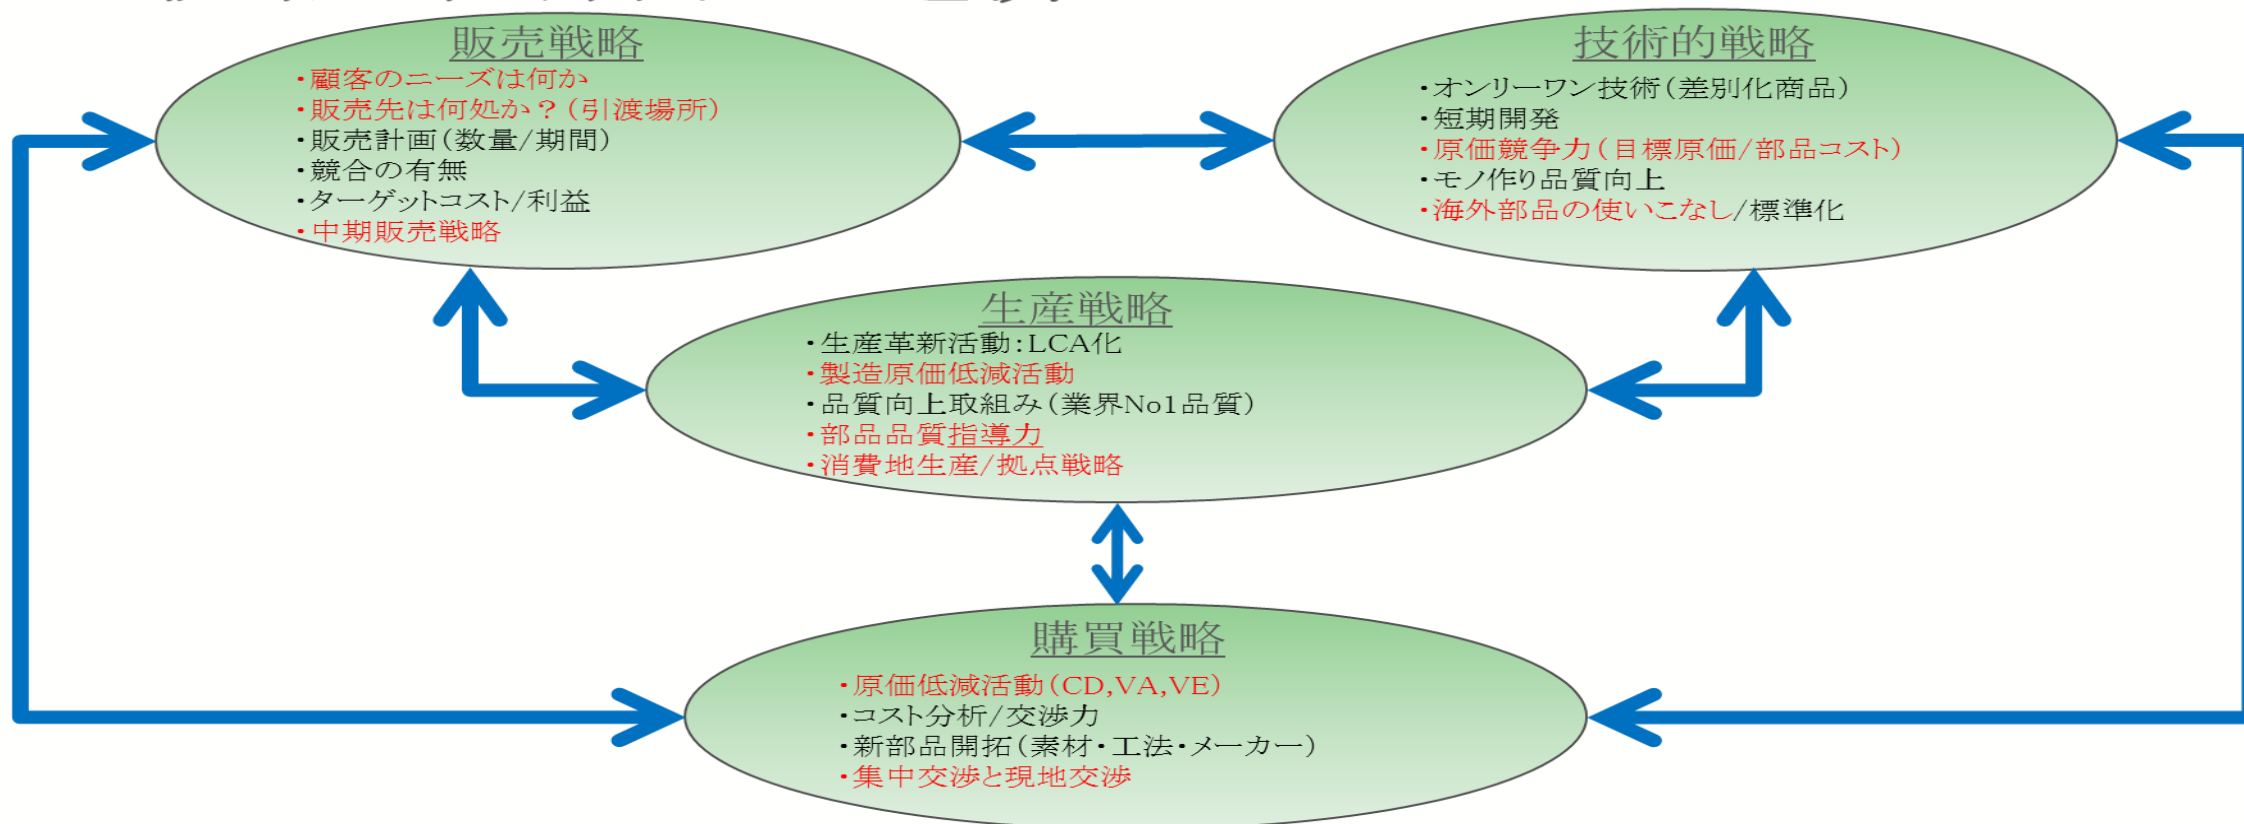 販売戦略
・顧客のニーズは何か
・販売先は何処か？(引渡場所)
・販売計画(数量/期間)
・競合の有無
・ターゲットコスト/利益
・中期販売戦略
技術的戦略
・オンリーワン技術(差別化商品)
・短期開発
・原価競争力(目標原価/部品コスト)
・モノ作り品質向上
・海外部品の使いこなし/標準化
生産戦略
・生産革新活動:LCA化
・製造原価低減活動
・品質向上取組み(業界No1品質)
・部品品質指導力
・消費地生産/拠点戦略
購買戦略
・原価低減活動(CD,VA,VE)
・コスト分析/交渉力
・新部品開拓(素材・工法・メーカー)
・集中交渉と現地交渉